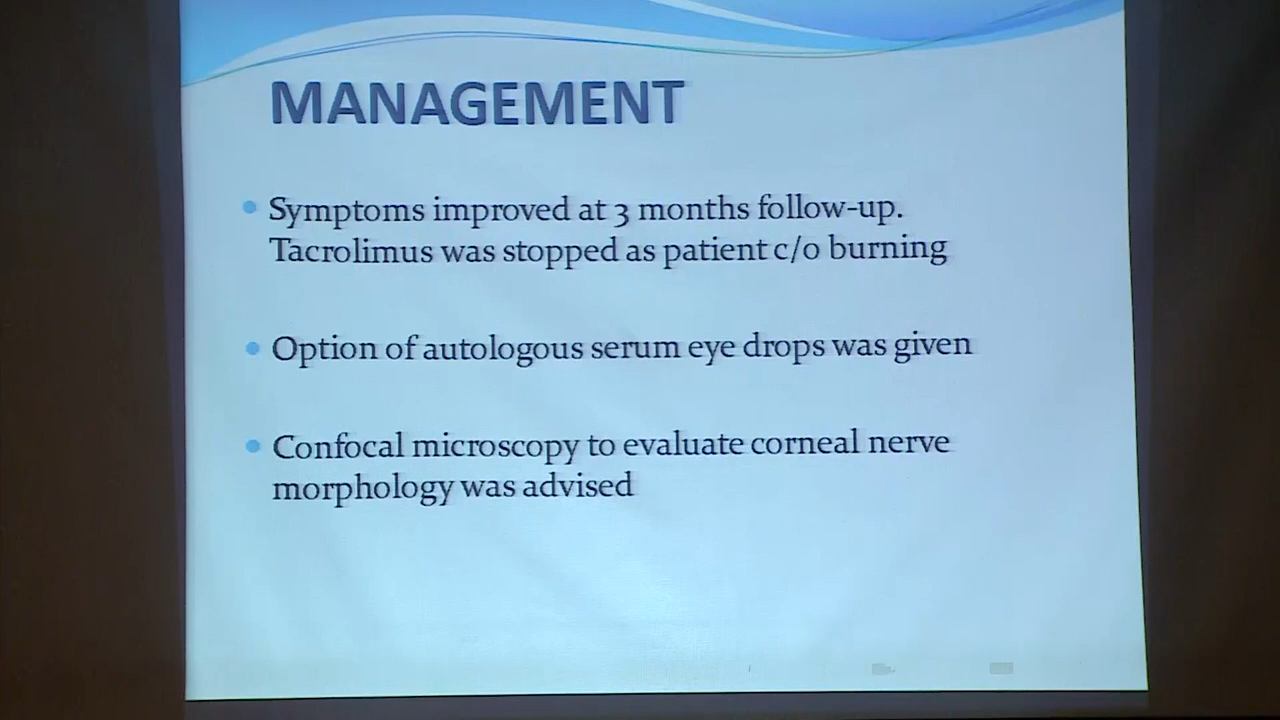 MANAGEMENT
• Symptoms improved at 3 months follow-up.
Tacrolimus was stopped as patient c/o burning
• Option of autologous serum eye drops was given
• Confocal microscopy to evaluate corneal nerve
morphology was advised